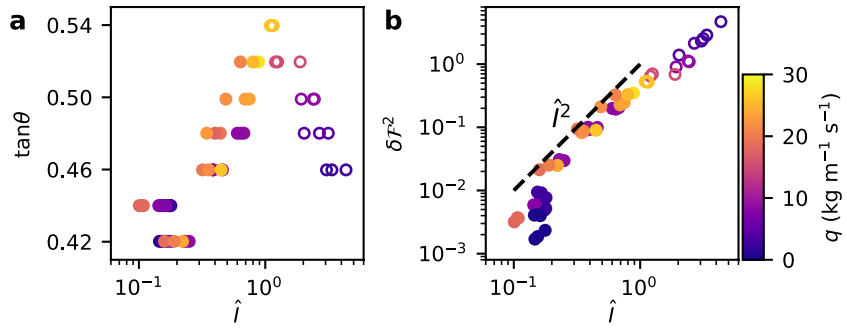 a
0.54
0.50
0.46
0.42
tanθ
10⁻¹
10⁰
Î
b
10⁰
10⁻¹
10⁻²
10⁻³
δℱ²
Î²
10⁻¹
10⁰
Î
30
20
10
0
q (kg m⁻¹ s⁻¹)